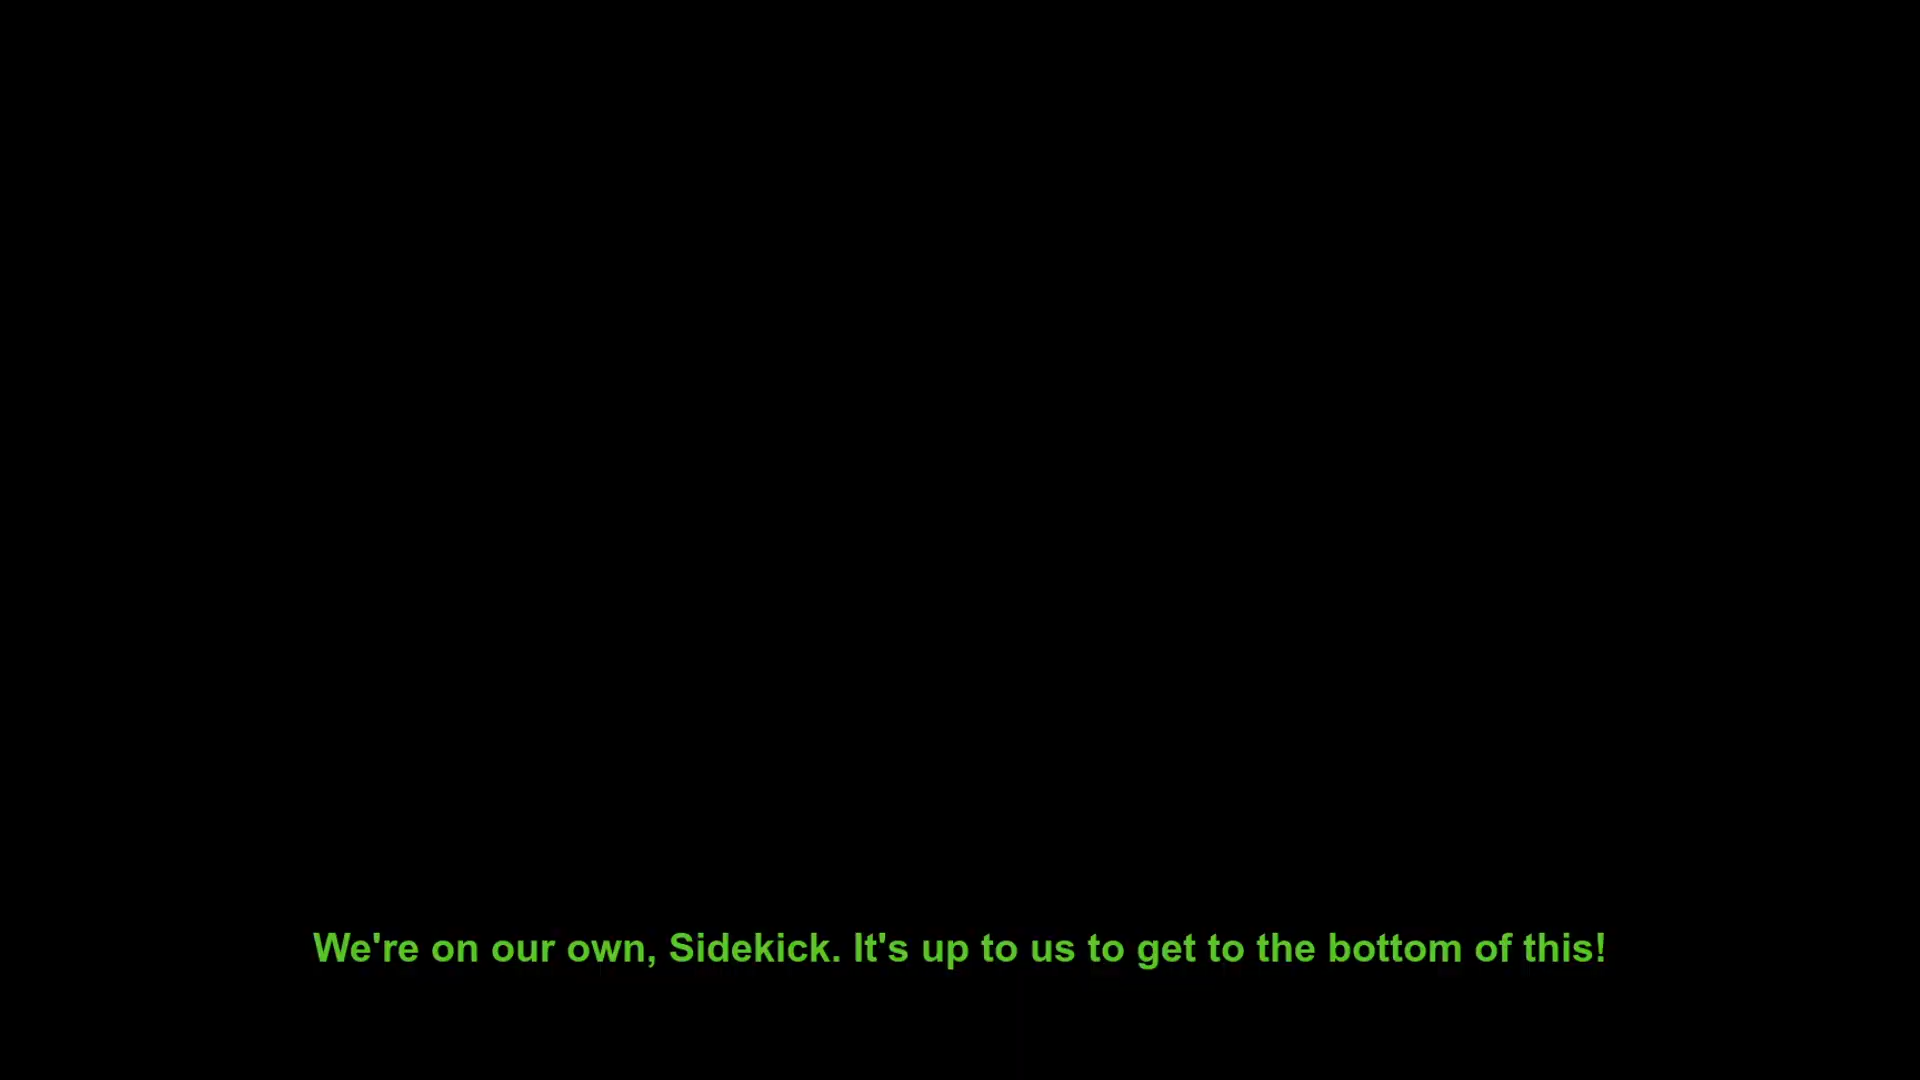 We're on our own, Sidekick. It's up to us to get to the bottom of this!